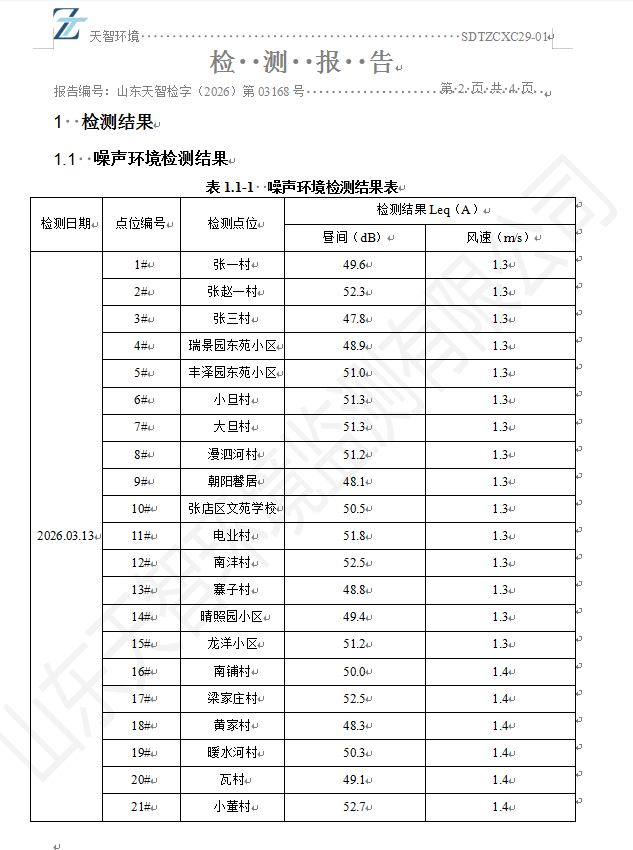 天智环境 SDTZCXC29-01
检 测 报 告
报告编号：山东天智检字（2026）第 03168 号 第 2 页 共 4 页
1 检测结果
1.1 噪声环境检测结果
表 1.1-1 噪声环境检测结果表
检测日期 点位编号 检测点位 检测结果 Leq（A）
昼间（dB） 风速（m/s）
2026.03.13
1# 张一村 49.6 1.3
2# 张赵一村 52.3 1.3
3# 张三村 47.8 1.3
4# 瑞景园东苑小区 48.9 1.3
5# 丰泽园东苑小区 51.0 1.3
6# 小旦村 51.3 1.3
7# 大旦村 51.3 1.3
8# 漫泗河村 51.2 1.3
9# 朝阳馨居 48.1 1.3
10# 张店区文苑学校 50.5 1.3
11# 电业村 51.8 1.3
12# 南沣村 52.5 1.3
13# 寨子村 48.8 1.3
14# 晴照园小区 49.4 1.3
15# 龙洋小区 51.2 1.3
16# 南铺村 50.0 1.4
17# 梁家庄村 52.5 1.4
18# 黄家村 48.3 1.4
19# 暖水河村 50.3 1.4
20# 瓦村 49.1 1.4
21# 小董村 52.7 1.4
山东天智环境监测有限公司